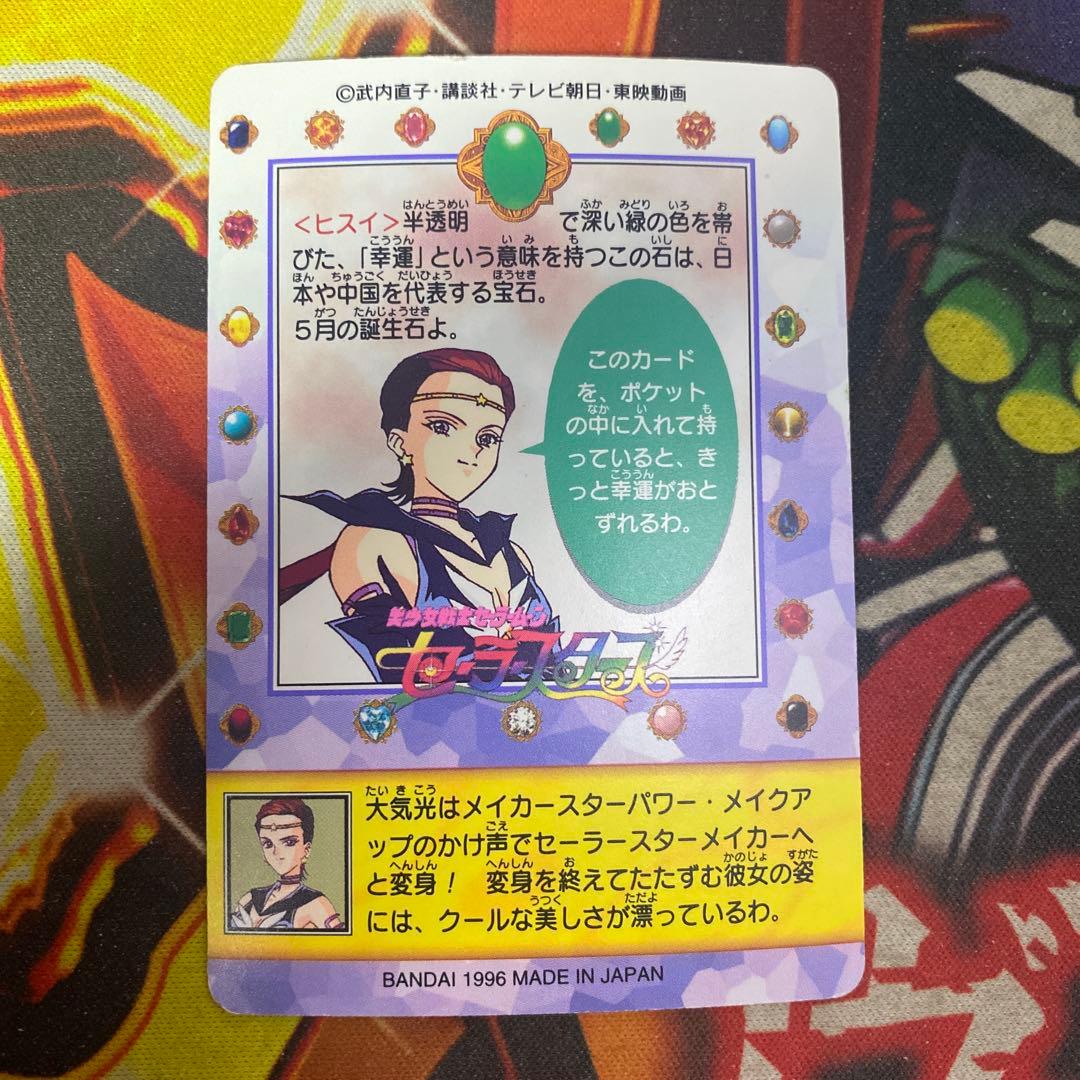 ©武内直子・講談社・テレビ朝日・東映動画
<ヒスイ>半透明 で深い緑の色を帯
びた、「幸運」という意味を持つこの石は、日
本や中国を代表する宝石。
5月の誕生石よ。
このカード
を、ポケット
の中に入れて持
っていると、き
っと幸運がおと
ずれるわ。
美少女戦士セーラームーン
セーラースターズ
大気光はメイカースターパワー・メイクア
ップのかけ声でセーラースターメイカーへ
と変身! 変身を終えてたたずむ彼女の姿
には、クールな美しさが漂っているわ。
BANDAI 1996 MADE IN JAPAN